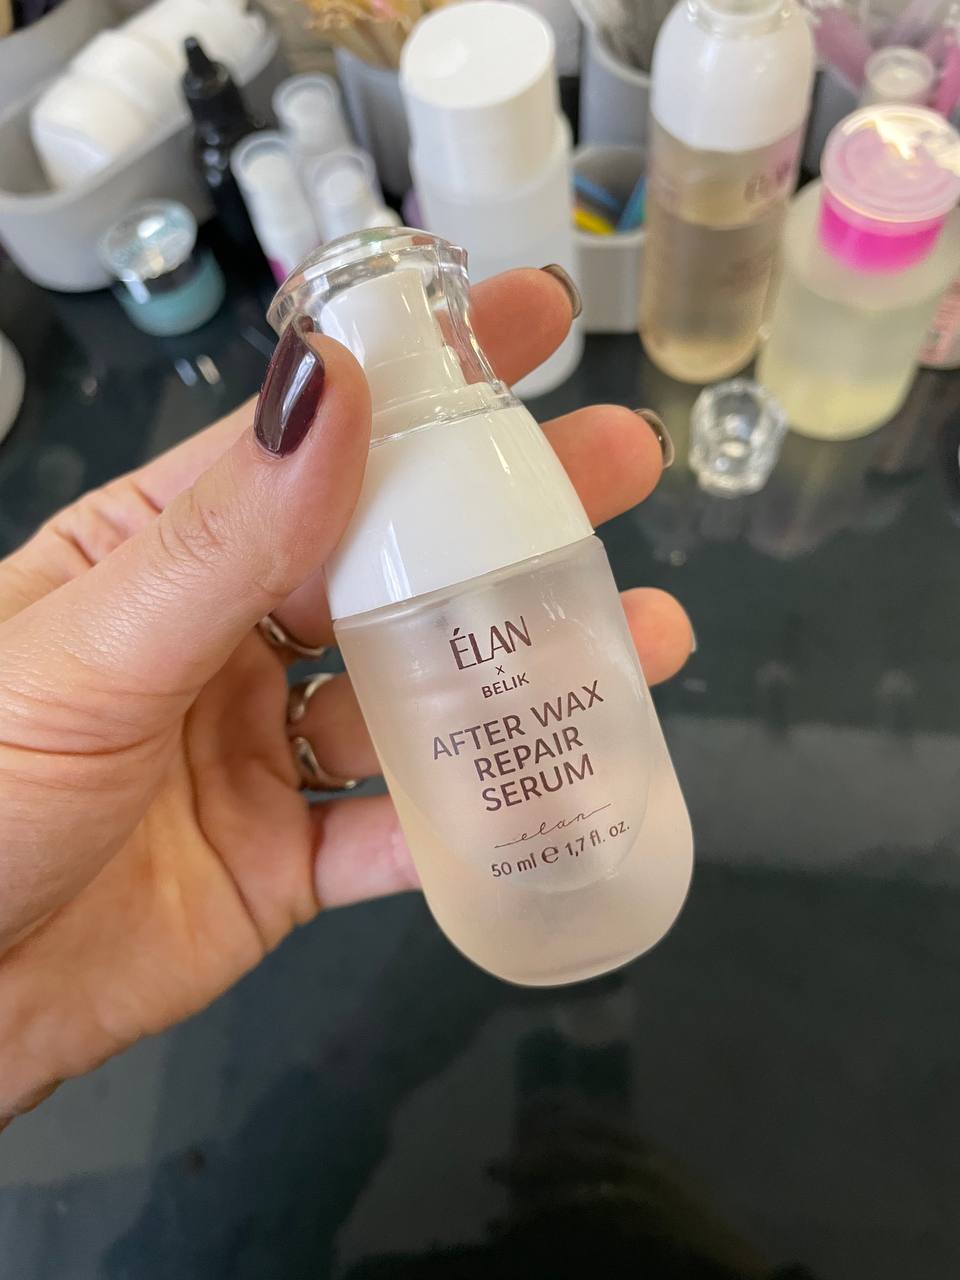 ÉLAN
x
BELIK
AFTER WAX
REPAIR
SERUM
elan
50 ml ℮ 1,7 fl. oz.